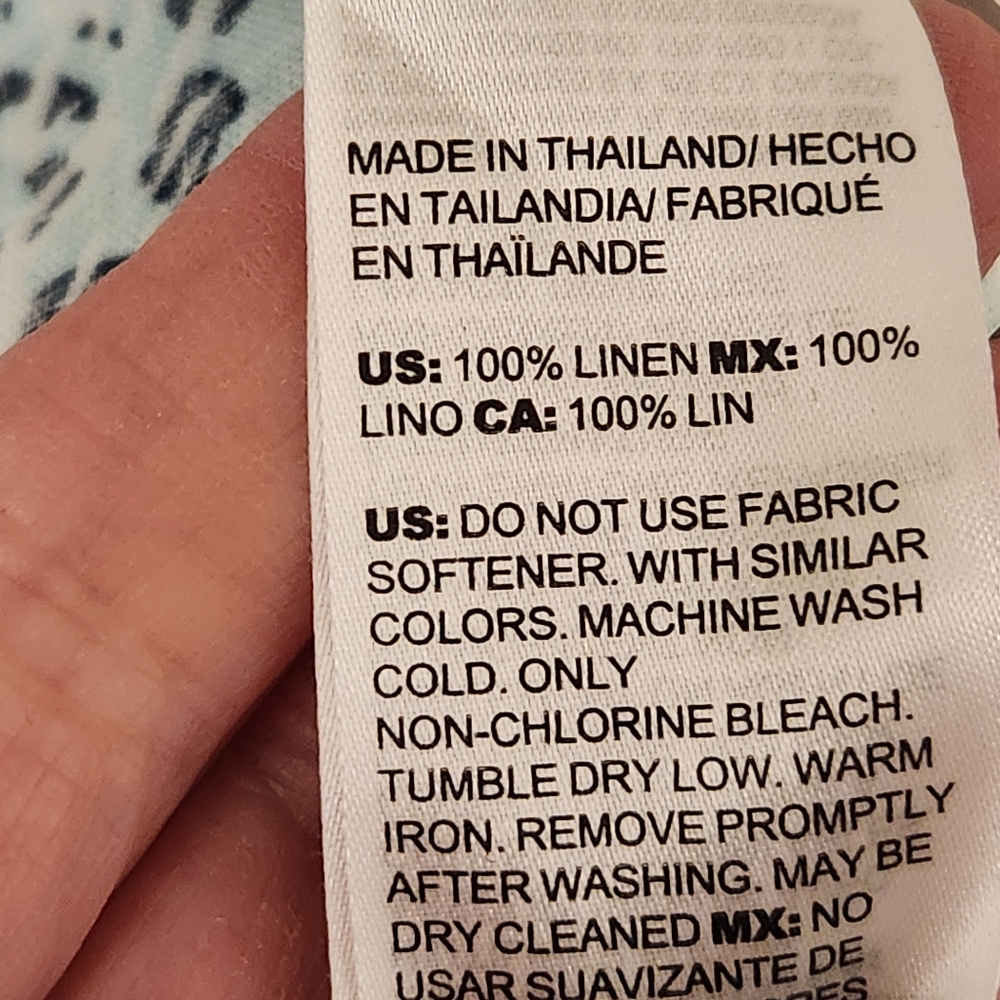 MADE IN THAILAND/ HECHO
EN TAILANDIA/ FABRIQUÉ
EN THAÏLANDE
US: 100% LINEN MX: 100%
LINO CA: 100% LIN
US: DO NOT USE FABRIC
SOFTENER. WITH SIMILAR
COLORS. MACHINE WASH
COLD. ONLY
NON-CHLORINE BLEACH.
TUMBLE DRY LOW. WARM
IRON. REMOVE PROMPTLY
AFTER WASHING. MAY BE
DRY CLEANED MX: NO
USAR SUAVIZANTE DE